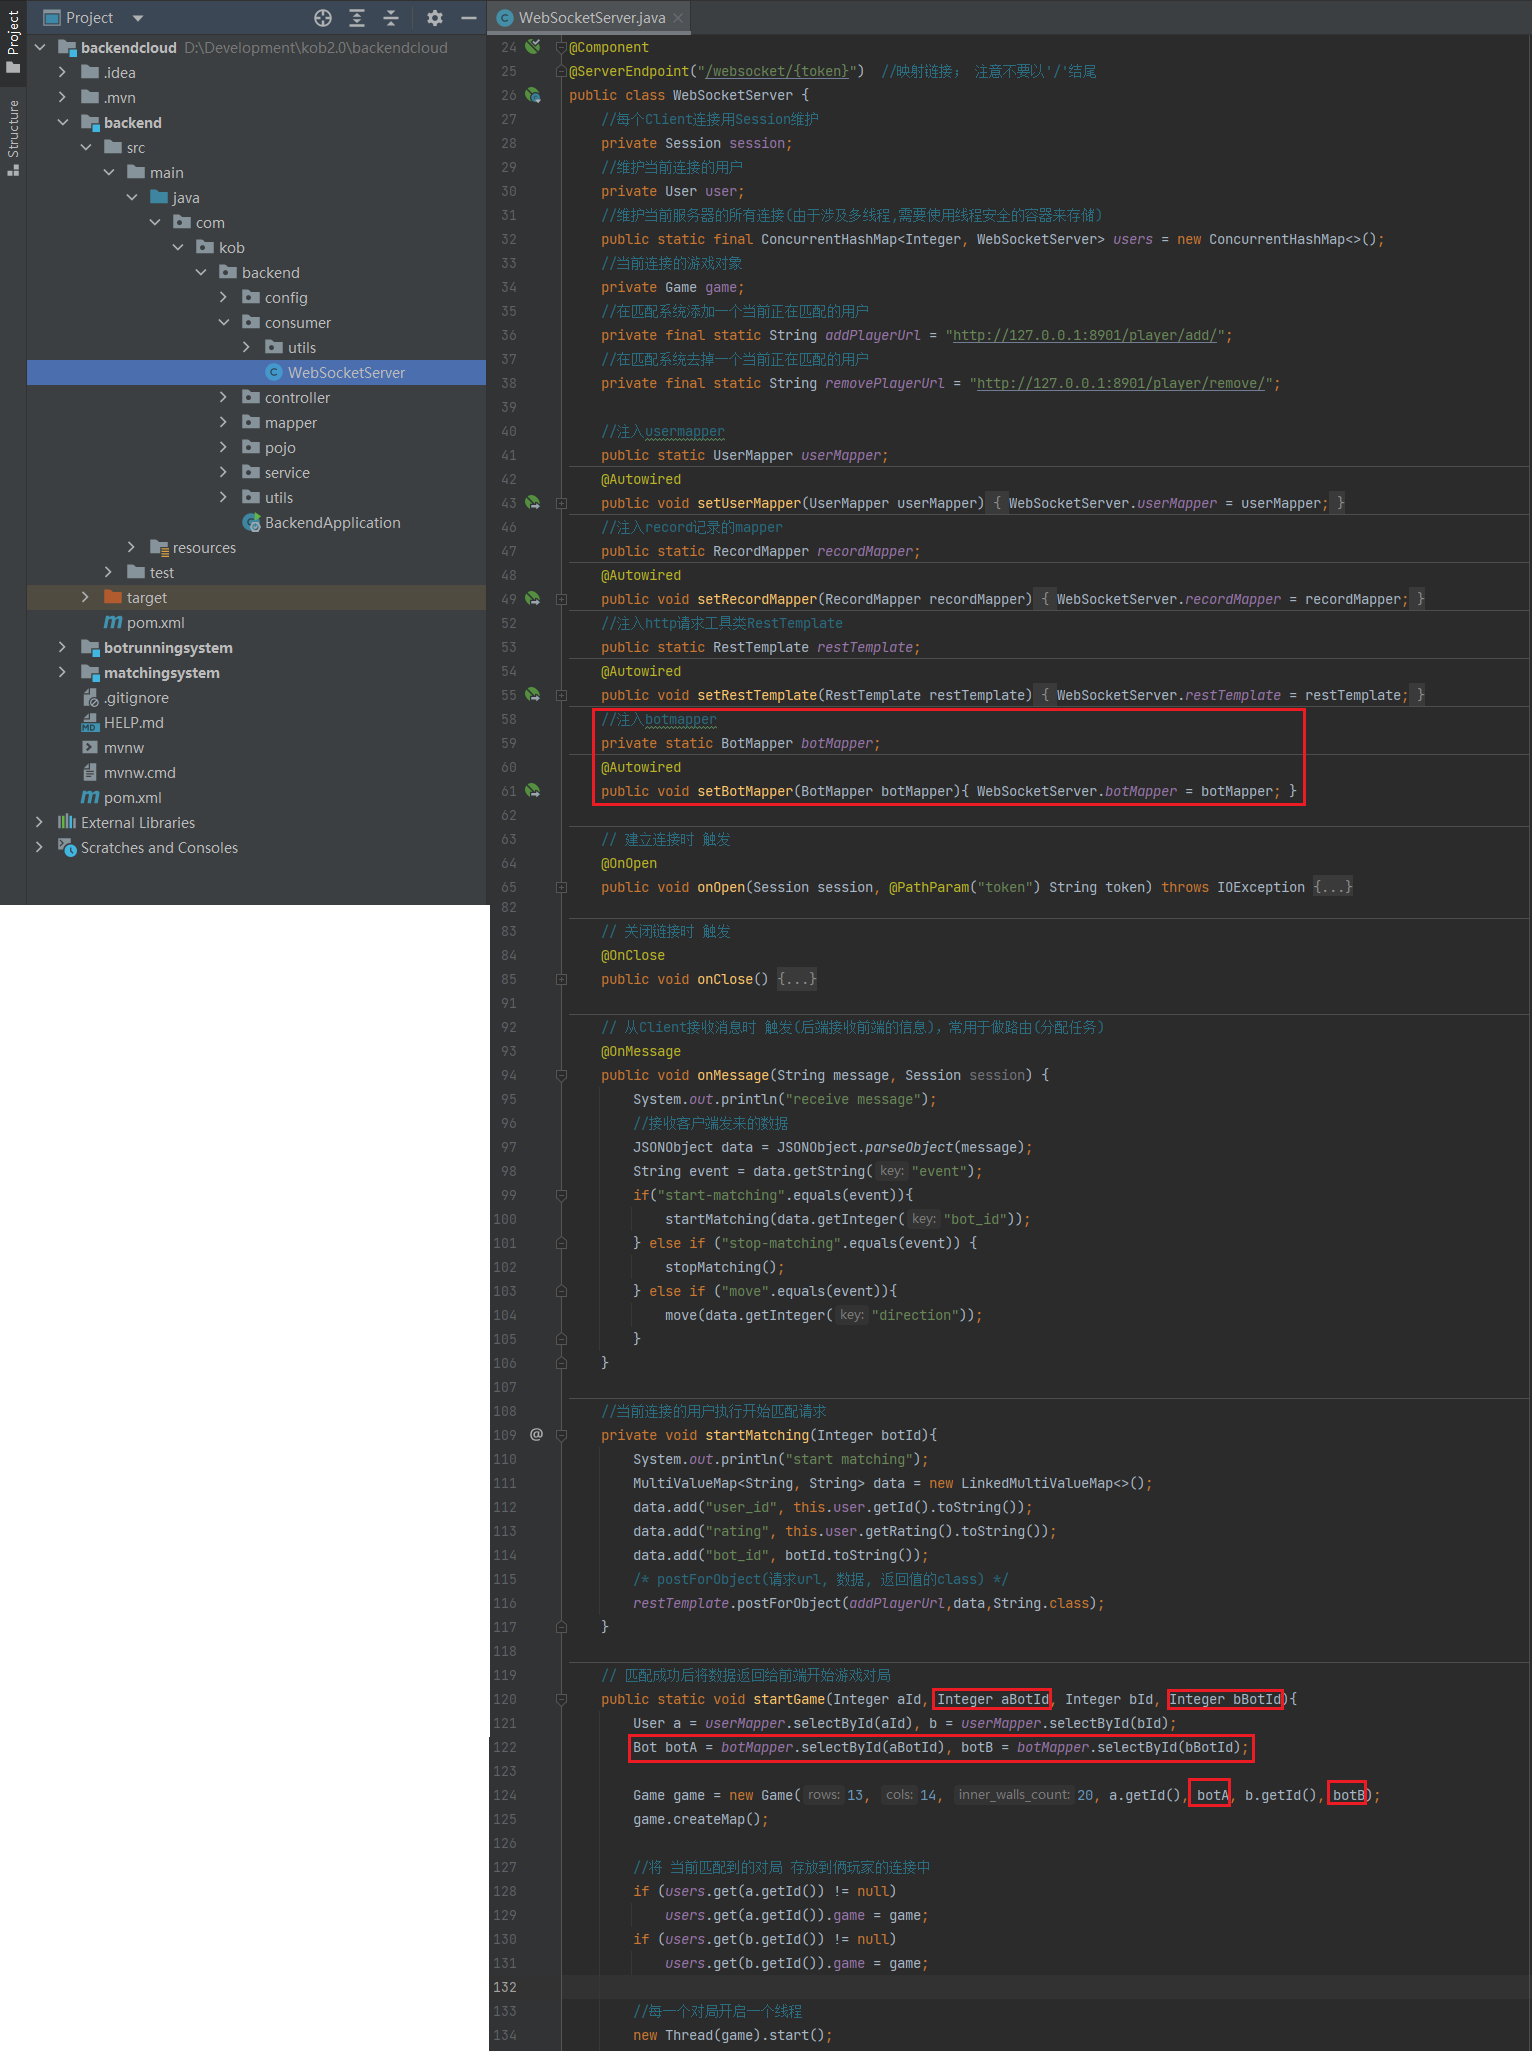 Project
Structure
Project
backendcloud D:\Development\kob2.0\backendcloud
.idea
.mvn
backend
src
main
java
com
kob
backend
config
consumer
utils
WebSocketServer
controller
mapper
pojo
service
utils
BackendApplication
resources
test
target
pom.xml
botrunningsystem
matchingsystem
.gitignore
HELP.md
mvnw
mvnw.cmd
pom.xml
External Libraries
Scratches and Consoles
WebSocketServer.java
24 @Component
25 @ServerEndpoint("/websocket/{token}")  //映射链接； 注意不要以'/'结尾
26 public class WebSocketServer {
27 //每个Client连接用Session维护
28 private Session session;
29 //维护当前连接的用户
30 private User user;
31 //维护当前服务器的所有连接(由于涉及多线程,需要使用线程安全的容器来存储)
32 public static final ConcurrentHashMap<Integer, WebSocketServer> users = new ConcurrentHashMap<>();
33 //当前连接的游戏对象
34 private Game game;
35 //在匹配系统添加一个当前正在匹配的用户
36 private final static String addPlayerUrl = "http://127.0.0.1:8901/player/add/";
37 //在匹配系统去掉一个当前正在匹配的用户
38 private final static String removePlayerUrl = "http://127.0.0.1:8901/player/remove/";
39
40 //注入usermapper
41 public static UserMapper userMapper;
42 @Autowired
43 public void setUserMapper(UserMapper userMapper) { WebSocketServer.userMapper = userMapper; }
46 //注入record记录的mapper
47 public static RecordMapper recordMapper;
48 @Autowired
49 public void setRecordMapper(RecordMapper recordMapper) { WebSocketServer.recordMapper = recordMapper; }
52 //注入http请求工具类RestTemplate
53 public static RestTemplate restTemplate;
54 @Autowired
55 public void setRestTemplate(RestTemplate restTemplate) { WebSocketServer.restTemplate = restTemplate; }
58 //注入botmapper
59 private static BotMapper botMapper;
60 @Autowired
61 public void setBotMapper(BotMapper botMapper){ WebSocketServer.botMapper = botMapper; }
62
63 // 建立连接时 触发
64 @OnOpen
65 public void onOpen(Session session, @PathParam("token") String token) throws IOException {...}
82
83 // 关闭链接时 触发
84 @OnClose
85 public void onClose() {...}
91
92 // 从Client接收消息时 触发(后端接收前端的信息)，常用于做路由(分配任务)
93 @OnMessage
94 public void onMessage(String message, Session session) {
95 System.out.println("receive message");
96 //接收客户端发来的数据
97 JSONObject data = JSONObject.parseObject(message);
98 String event = data.getString( key: "event");
99 if("start-matching".equals(event)){
100 startMatching(data.getInteger( key: "bot_id"));
101 } else if ("stop-matching".equals(event)) {
102 stopMatching();
103 } else if ("move".equals(event)){
104 move(data.getInteger( key: "direction"));
105 }
106 }
107
108 //当前连接的用户执行开始匹配请求
109 @ private void startMatching(Integer botId){
110 System.out.println("start matching");
111 MultiValueMap<String, String> data = new LinkedMultiValueMap<>();
112 data.add("user_id", this.user.getId().toString());
113 data.add("rating", this.user.getRating().toString());
114 data.add("bot_id", botId.toString());
115 /* postForObject(请求url, 数据, 返回值的class) */
116 restTemplate.postForObject(addPlayerUrl,data,String.class);
117 }
118
119 // 匹配成功后将数据返回给前端开始游戏对局
120 public static void startGame(Integer aId, Integer aBotId, Integer bId, Integer bBotId){
121 User a = userMapper.selectById(aId), b = userMapper.selectById(bId);
122 Bot botA = botMapper.selectById(aBotId), botB = botMapper.selectById(bBotId);
123
124 Game game = new Game( rows: 13, cols: 14, inner_walls_count: 20, a.getId(), botA, b.getId(), botB);
125 game.createMap();
126
127 //将 当前匹配到的对局 存放到俩玩家的连接中
128 if (users.get(a.getId()) != null)
129 users.get(a.getId()).game = game;
130 if (users.get(b.getId()) != null)
131 users.get(b.getId()).game = game;
132
133 //每一个对局开启一个线程
134 new Thread(game).start();